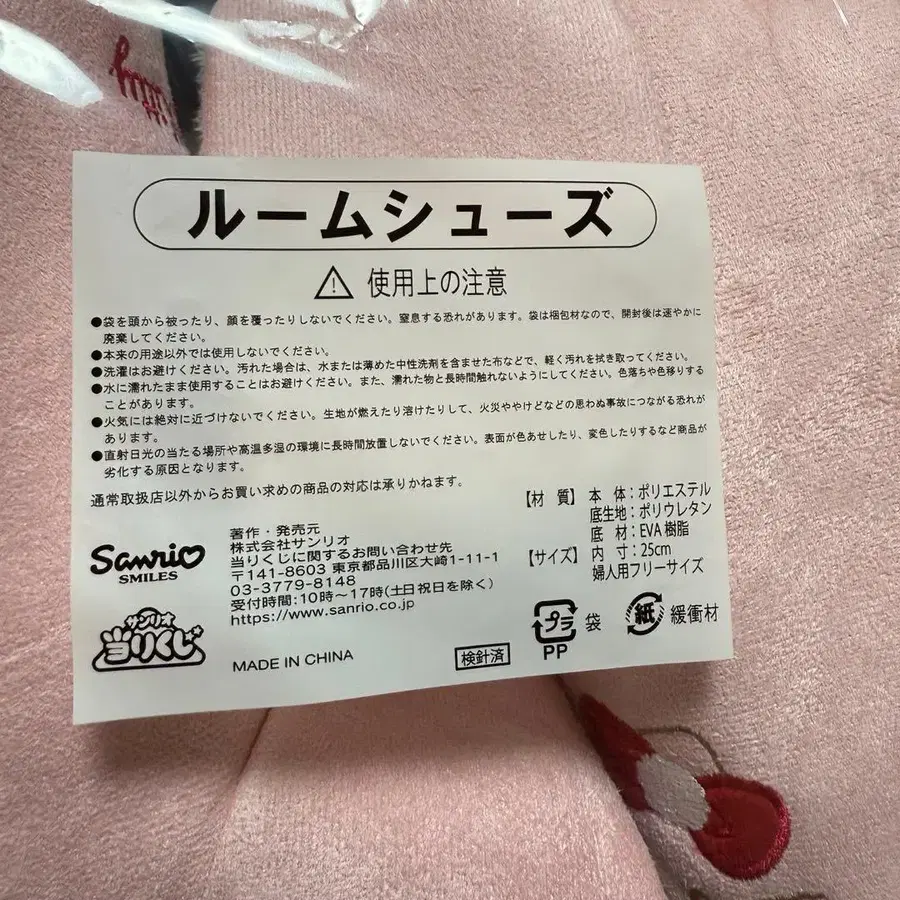 ルームシューズ
使用上の注意
●袋を頭から被ったり、顔を覆ったりしないでください。窒息する恐れがあります。袋は梱包材なので、開封後は速やかに
廃棄してください。
●本来の用途以外では使用しないでください。
●洗濯はお避けください。汚れた場合は、水または薄めた中性洗剤を含ませた布などで、軽く汚れを拭き取ってください。
●水に濡れたまま使用することはお避けください。また、濡れた物と長時間触れないようにしてください。色落ちや色移りする
ことがあります。
●火気には絶対に近づけないでください。生地が燃えたり溶けたりして、火災ややけどなどの思わぬ事故につながる恐れが
あります。
●直射日光の当たる場所や高温多湿の環境に長時間放置しないでください。表面が色あせしたり、変色したりするなど商品が
劣化する原因となります。
通常取扱店以外からお買い求めの商品の対応は承りかねます。
【材質】本体：ポリエステル
底生地：ポリウレタン
底材：EVA樹脂
【サイズ】内寸：25cm
婦人用フリーサイズ
Sanrio
SMILES
サンリオ
当りくじ
著作・発売元
株式会社サンリオ
当りくじに関するお問い合わせ先
〒141-8603 東京都品川区大崎1-11-1
03-3779-8148
受付時間：10時～17時(土日祝日を除く)
https://www.sanrio.co.jp
MADE IN CHINA
検針済
プラ 袋
PP
紙 緩衝材